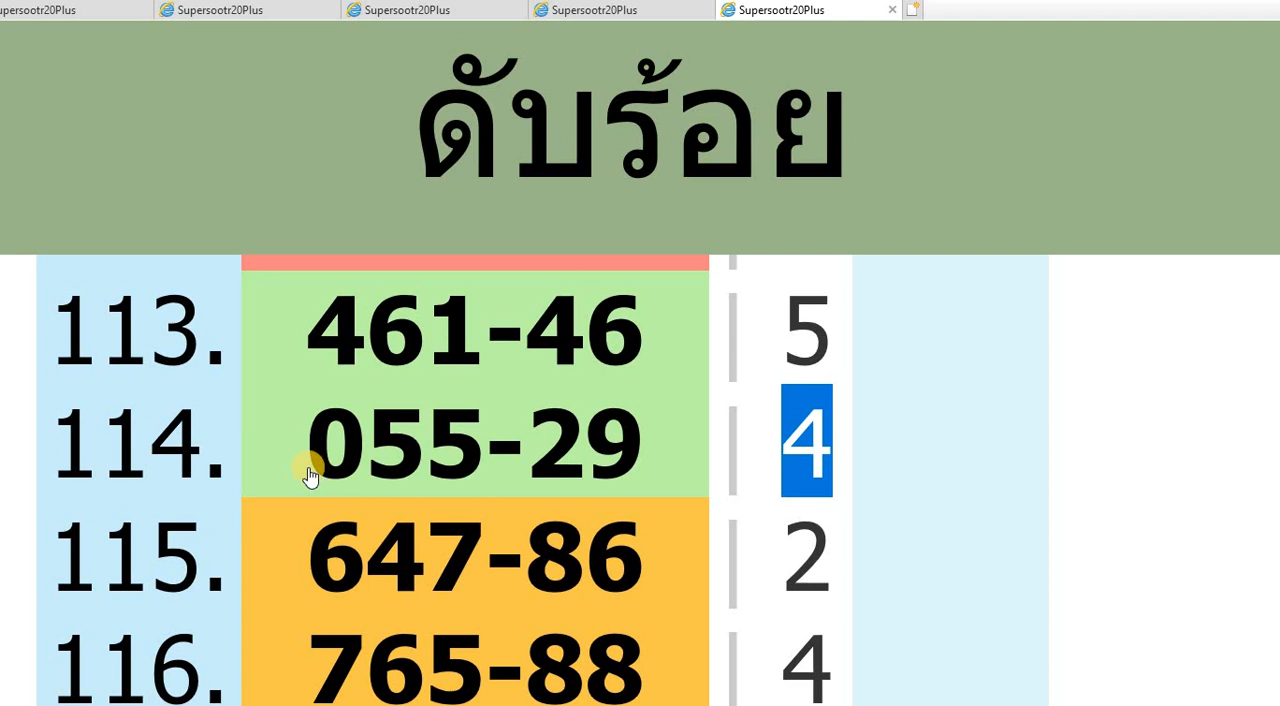 upersootr20Plus Supersootr20Plus Supersootr20Plus Supersootr20Plus Supersootr20Plus
ดับร้อย
113. 461-46 | 5
114. 055-29 | 4
115. 647-86 | 2
116. 765-88 | 4